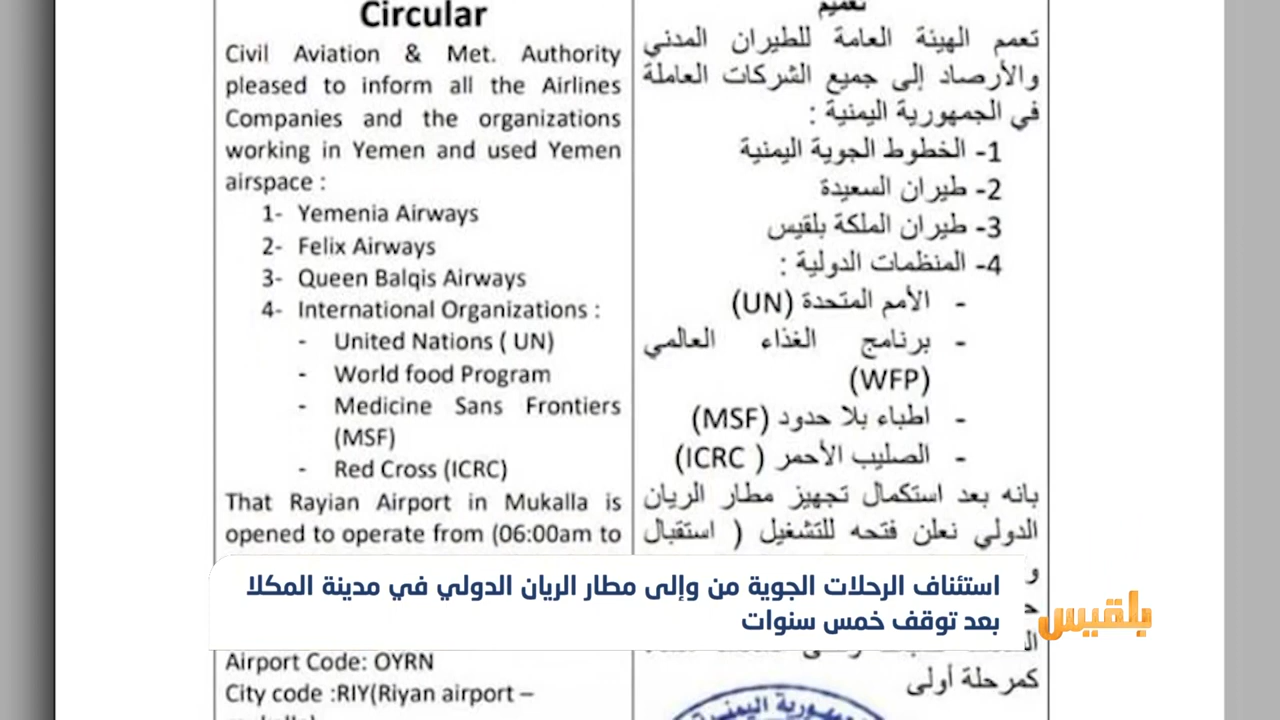 Circular
Civil Aviation & Met. Authority
pleased to inform all the Airlines
Companies and the organizations
working in Yemen and used Yemen
airspace :
1- Yemenia Airways
2- Felix Airways
3- Queen Balqis Airways
4- International Organizations :
- United Nations ( UN)
- World food Program
- Medicine Sans Frontiers
(MSF)
- Red Cross (ICRC)
That Rayian Airport in Mukalla is
opened to operate from (06:00am to
Airport Code: OYRN
City code :RIY(Riyan airport –
تعميم
تعمم الهيئة العامة للطيران المدني
والأرصاد إلى جميع الشركات العاملة
في الجمهورية اليمنية :
1- الخطوط الجوية اليمنية
2- طيران السعيدة
3- طيران الملكة بلقيس
4- المنظمات الدولية :
- الأمم المتحدة (UN)
- برنامج الغذاء العالمي
(WFP)
- اطباء بلا حدود (MSF)
- الصليب الأحمر ( ICRC)
بانه بعد استكمال تجهيز مطار الريان
الدولي نعلن فتحه للتشغيل ( استقبال
كمرحلة أولى
استئناف الرحلات الجوية من وإلى مطار الريان الدولي في مدينة المكلا
بعد توقف خمس سنوات
بلقيس